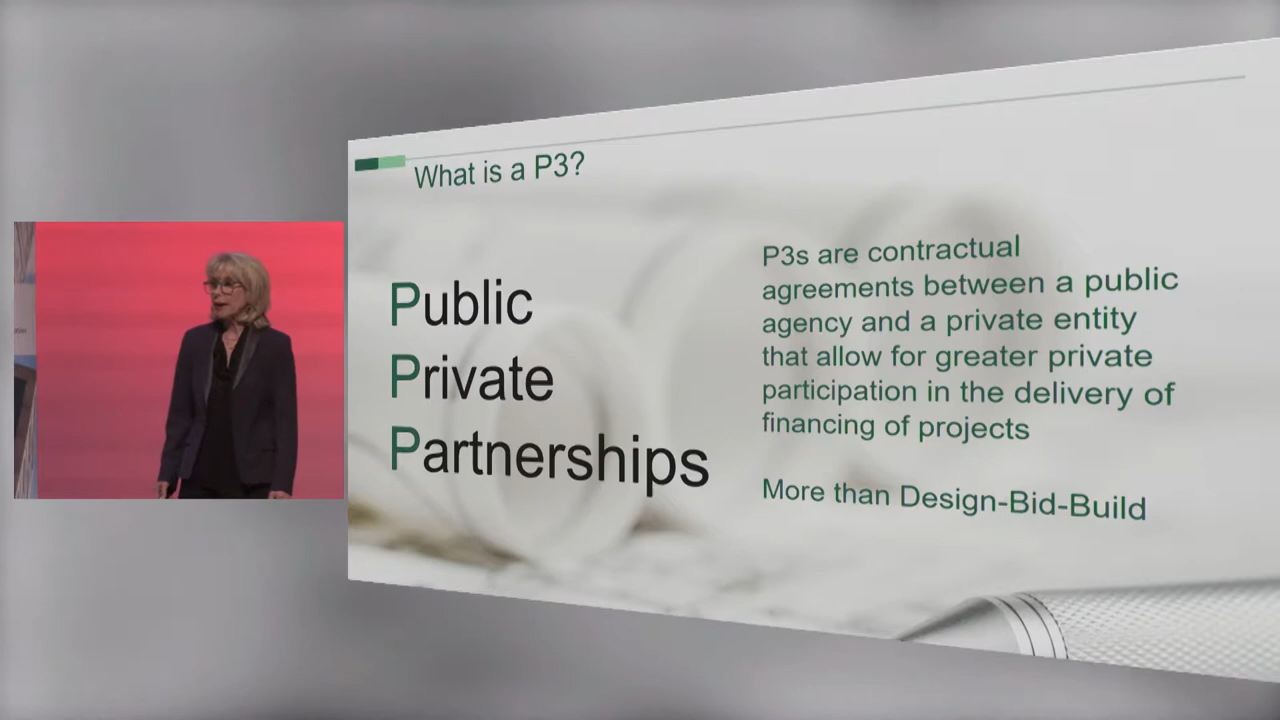 What is a P3?
Public
Private
Partnerships
P3s are contractual
agreements between a public
agency and a private entity
that allow for greater private
participation in the delivery of
financing of projects
More than Design-Bid-Build